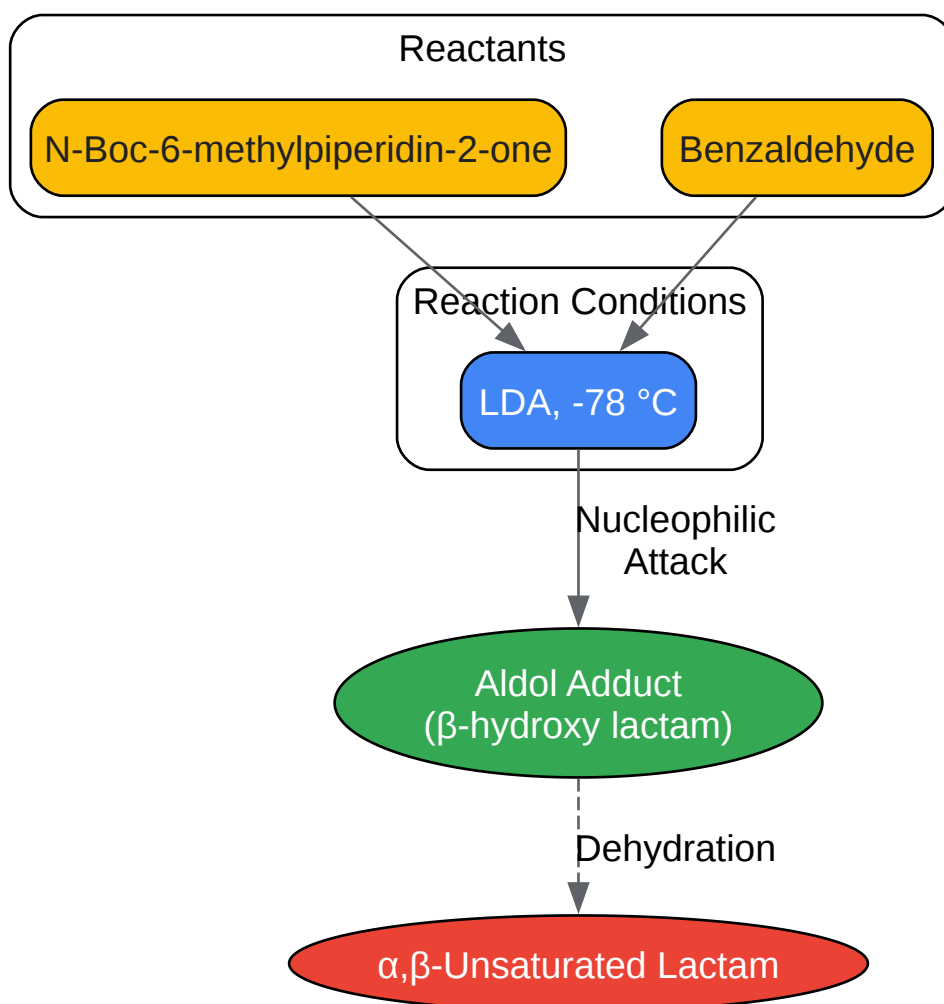 Reactants
N-Boc-6-methylpiperidin-2-one
Benzaldehyde
Reaction Conditions
LDA, -78 °C
Nucleophilic
Attack
Aldol Adduct
(β-hydroxy lactam)
Dehydration
α,β-Unsaturated Lactam